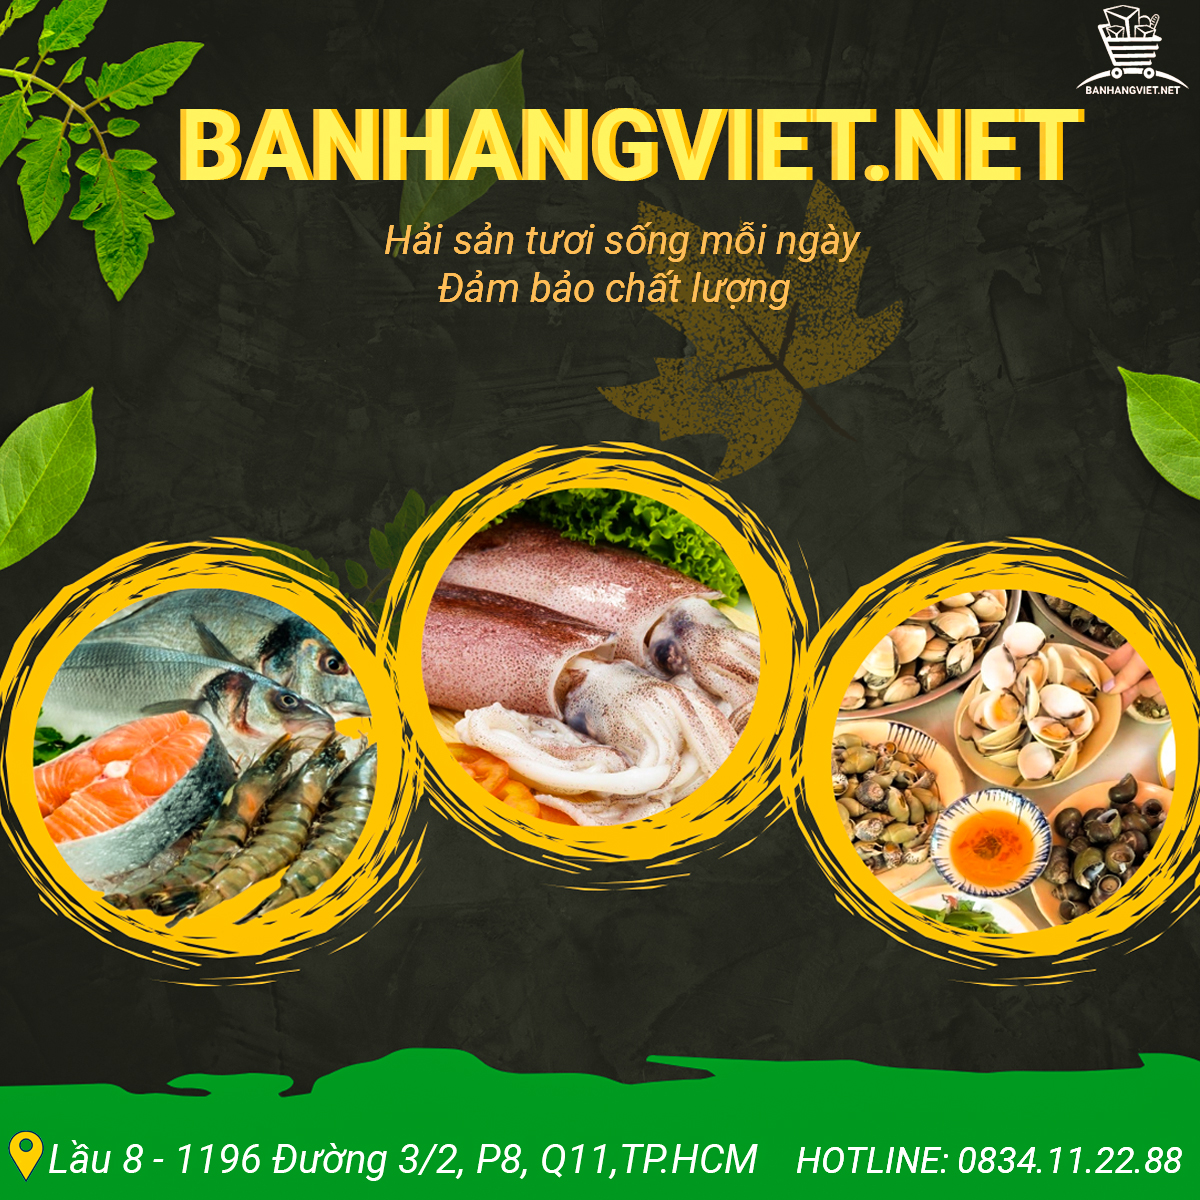 BANHANGVIET.NET
BANHANGVIET.NET
Hải sản tươi sống mỗi ngày
Đảm bảo chất lượng
Lầu 8 - 1196 Đường 3/2, P8, Q11,TP.HCM
HOTLINE: 0834.11.22.88